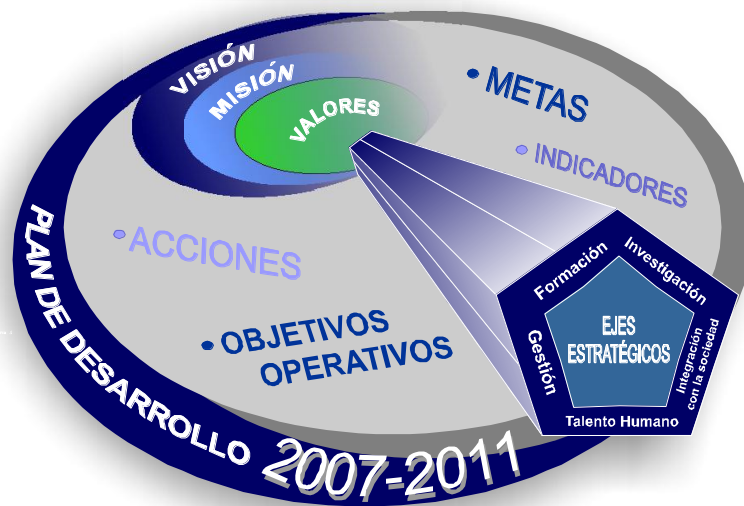 VISIÓN
MISIÓN
VALORES
• METAS
• INDICADORES
• ACCIONES
• OBJETIVOS
OPERATIVOS
Formación
Investigación
Gestión
EJES
ESTRATÉGICOS
Integración
con la sociedad
Talento Humano
PLAN DE DESARROLLO 2007-2011